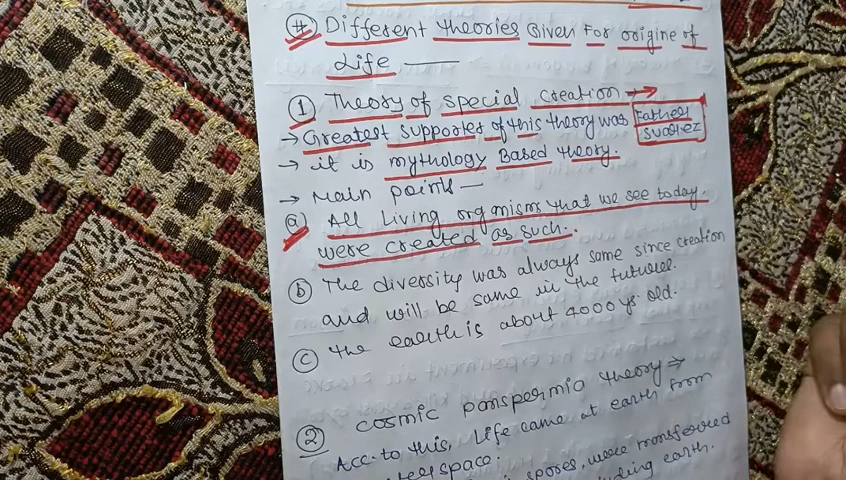 # Different theories Given For origine of
Life —
① Theory of special creation →
→ Greatest supporter of this theory was Father Suarez
→ it is mythology Based theory.
→ Main points —
ⓐ All Living organisms that we see today
were created as such.
ⓑ The diversity was always same since creation
and will be same in the future.
ⓒ The earth is about 4000 ys old.
② Cosmic panspermia theory ⇒
Acc. to this, life came at earth from
space.
spores, were transferred
earth.